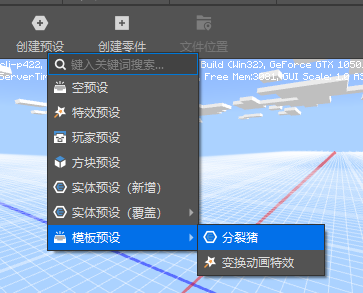 创建预设 创建零件 文件位置
键入关键词搜索...
Build (Win32), GeForce GTX 1050
ServerTim
Free Mem:3081, GUI Scale: 1.0 AS
空预设
特效预设
玩家预设
方块预设
实体预设（新增）
实体预设（覆盖）
模板预设
分裂猪
变换动画特效